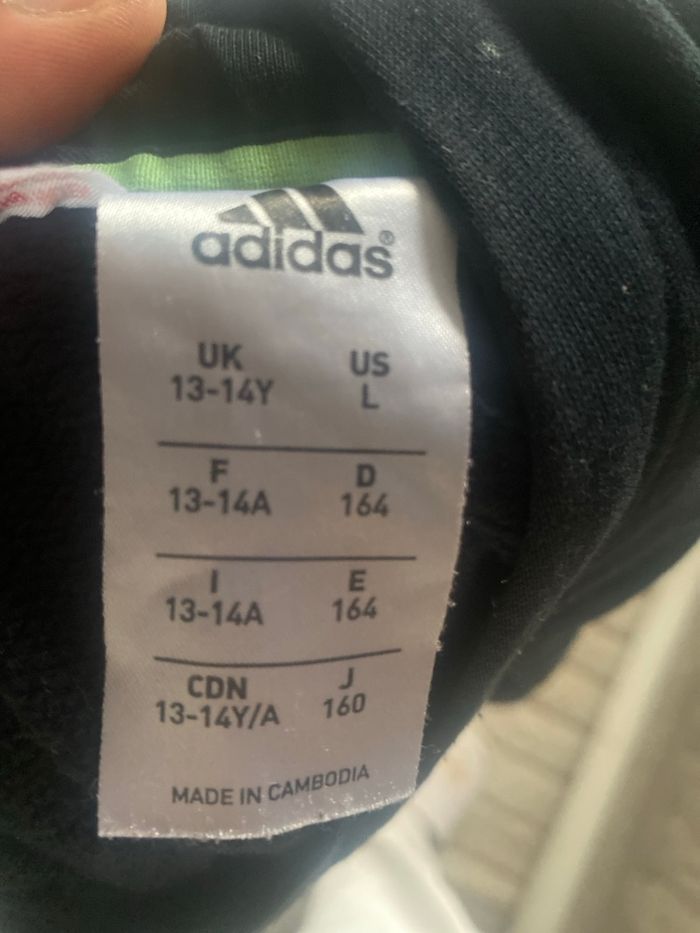 adidas®
UK US
13-14Y L
F D
13-14A 164
I E
13-14A 164
CDN J
13-14Y/A 160
MADE IN CAMBODIA